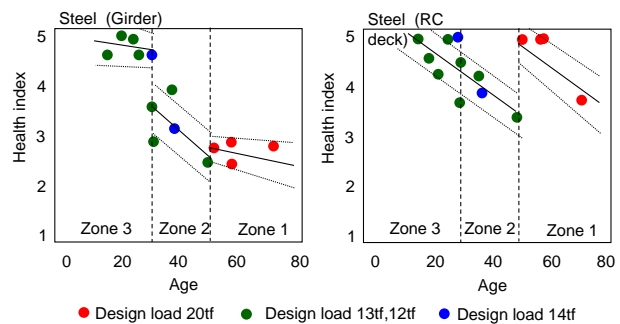 Steel (Girder)
Health index
5
4
3
2
1
Zone 3
Zone 2
Zone 1
0 20 40 60 80
Age
Steel (RC
deck)
Health index
5
4
3
2
1
Zone 3
Zone 2
Zone 1
0 20 40 60 80
Age
Design load 20tf
Design load 13tf,12tf
Design load 14tf